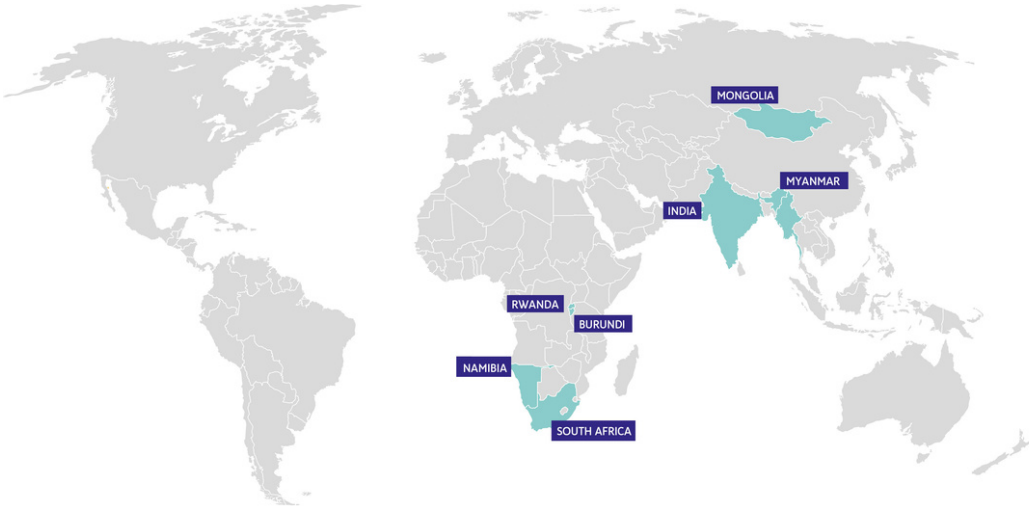 MONGOLIA
MYANMAR
INDIA
RWANDA
BURUNDI
NAMIBIA
SOUTH AFRICA